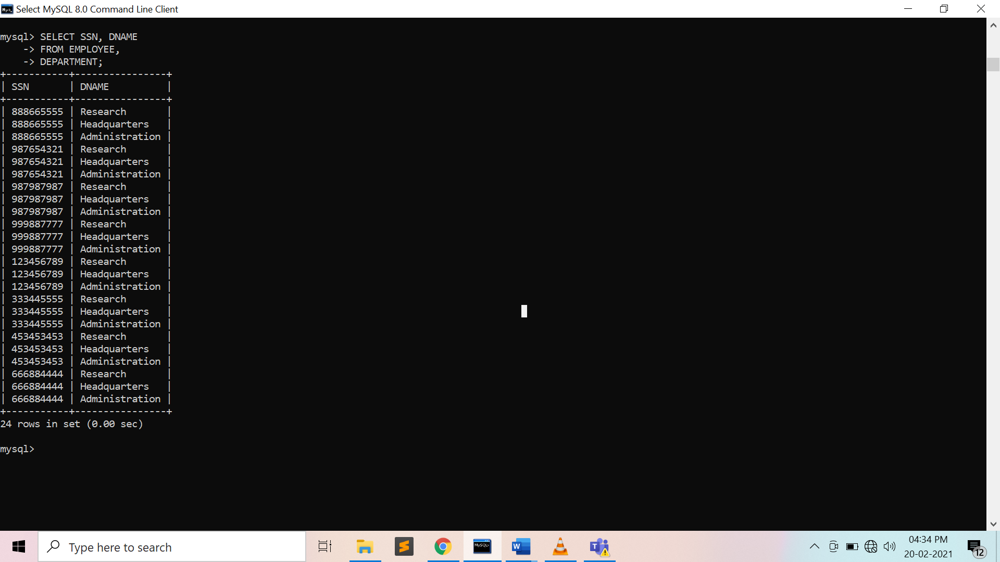 Select MySQL 8.0 Command Line Client
mysql> SELECT SSN, DNAME
    -> FROM EMPLOYEE,
    -> DEPARTMENT;
+-----------+----------------+
| SSN       | DNAME          |
+-----------+----------------+
| 888665555 | Research       |
| 888665555 | Headquarters   |
| 888665555 | Administration |
| 987654321 | Research       |
| 987654321 | Headquarters   |
| 987654321 | Administration |
| 987987987 | Research       |
| 987987987 | Headquarters   |
| 987987987 | Administration |
| 999887777 | Research       |
| 999887777 | Headquarters   |
| 999887777 | Administration |
| 123456789 | Research       |
| 123456789 | Headquarters   |
| 123456789 | Administration |
| 333445555 | Research       |
| 333445555 | Headquarters   |
| 333445555 | Administration |
| 453453453 | Research       |
| 453453453 | Headquarters   |
| 453453453 | Administration |
| 666884444 | Research       |
| 666884444 | Headquarters   |
| 666884444 | Administration |
+-----------+----------------+
24 rows in set (0.00 sec)
mysql>
Type here to search
MySQL>
W
T
04:34 PM
20-02-2021
12